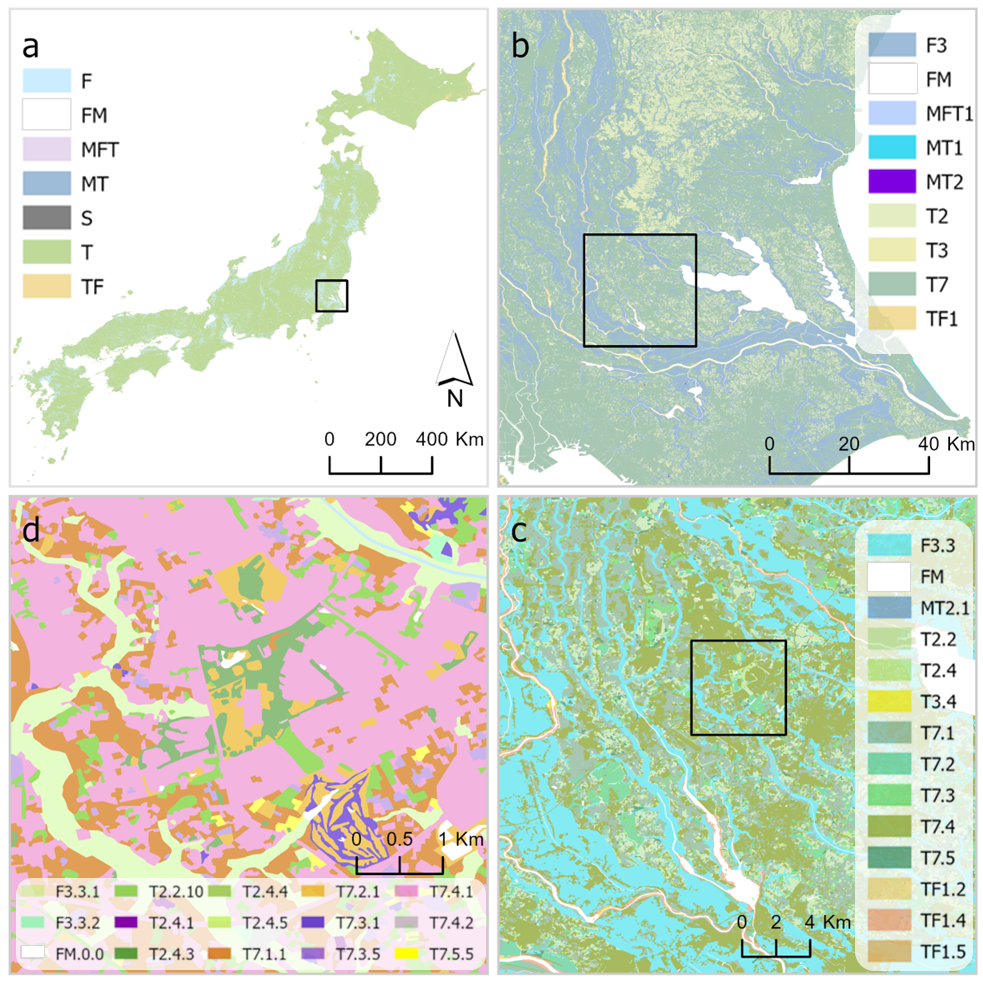 a
F
FM
MFT
MT
S
T
TF
N
0 200 400 Km
b
F3
FM
MFT1
MT1
MT2
T2
T3
T7
TF1
0 20 40 Km
d
0 0.5 1 Km
F3.3.1 T2.2.10 T2.4.4 T7.2.1 T7.4.1
F3.3.2 T2.4.1 T2.4.5 T7.3.1 T7.4.2
FM.0.0 T2.4.3 T7.1.1 T7.3.5 T7.5.5
c
F3.3
FM
MT2.1
T2.2
T2.4
T3.4
T7.1
T7.2
T7.3
T7.4
T7.5
TF1.2
TF1.4
TF1.5
0 2 4 Km